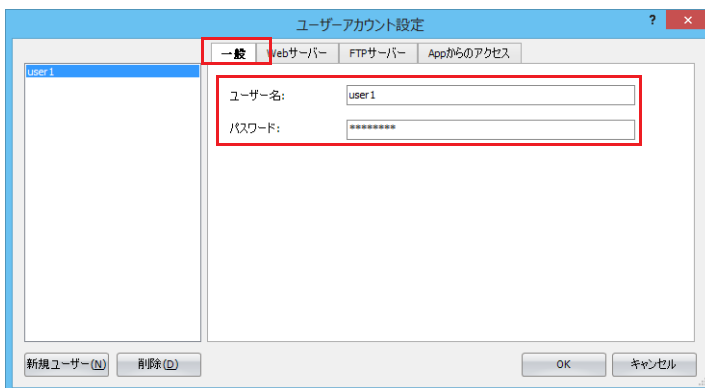 ユーザーアカウント設定
? ×
一般 Webサーバー FTPサーバー Appからのアクセス
user1
ユーザー名: user1
パスワード: ********
新規ユーザー(N) 削除(D) OK キャンセル